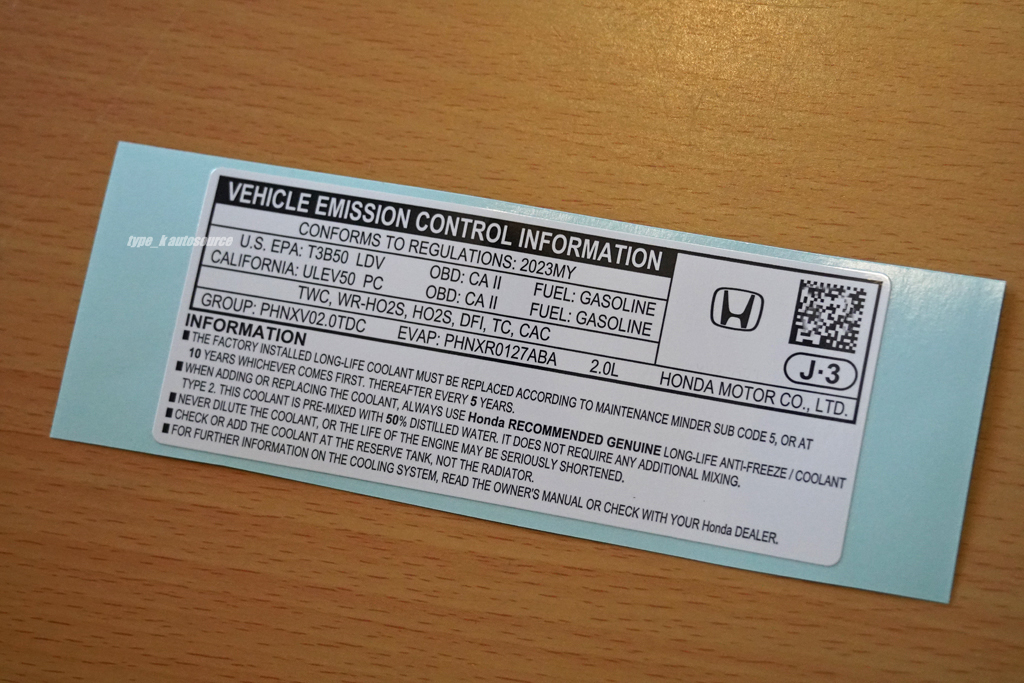 VEHICLE EMISSION CONTROL INFORMATION
CONFORMS TO REGULATIONS: 2023MY
U.S. EPA: T3B50 LDV OBD: CA II FUEL: GASOLINE
CALIFORNIA: ULEV50 PC OBD: CA II FUEL: GASOLINE
TWC, WR-HO2S, HO2S, DFI, TC, CAC
GROUP: PHNXV02.0TDC EVAP: PHNXR0127ABA 2.0L HONDA MOTOR CO., LTD.
J·3
INFORMATION
■ THE FACTORY INSTALLED LONG-LIFE COOLANT MUST BE REPLACED ACCORDING TO MAINTENANCE MINDER SUB CODE 5, OR AT
10 YEARS WHICHEVER COMES FIRST. THEREAFTER EVERY 5 YEARS.
■ WHEN ADDING OR REPLACING THE COOLANT, ALWAYS USE Honda RECOMMENDED GENUINE LONG-LIFE ANTI-FREEZE / COOLANT
TYPE 2. THIS COOLANT IS PRE-MIXED WITH 50% DISTILLED WATER. IT DOES NOT REQUIRE ANY ADDITIONAL MIXING.
■ NEVER DILUTE THE COOLANT, OR THE LIFE OF THE ENGINE MAY BE SERIOUSLY SHORTENED.
■ CHECK OR ADD THE COOLANT AT THE RESERVE TANK, NOT THE RADIATOR.
■ FOR FURTHER INFORMATION ON THE COOLING SYSTEM, READ THE OWNER'S MANUAL OR CHECK WITH YOUR Honda DEALER.
type_k autosource